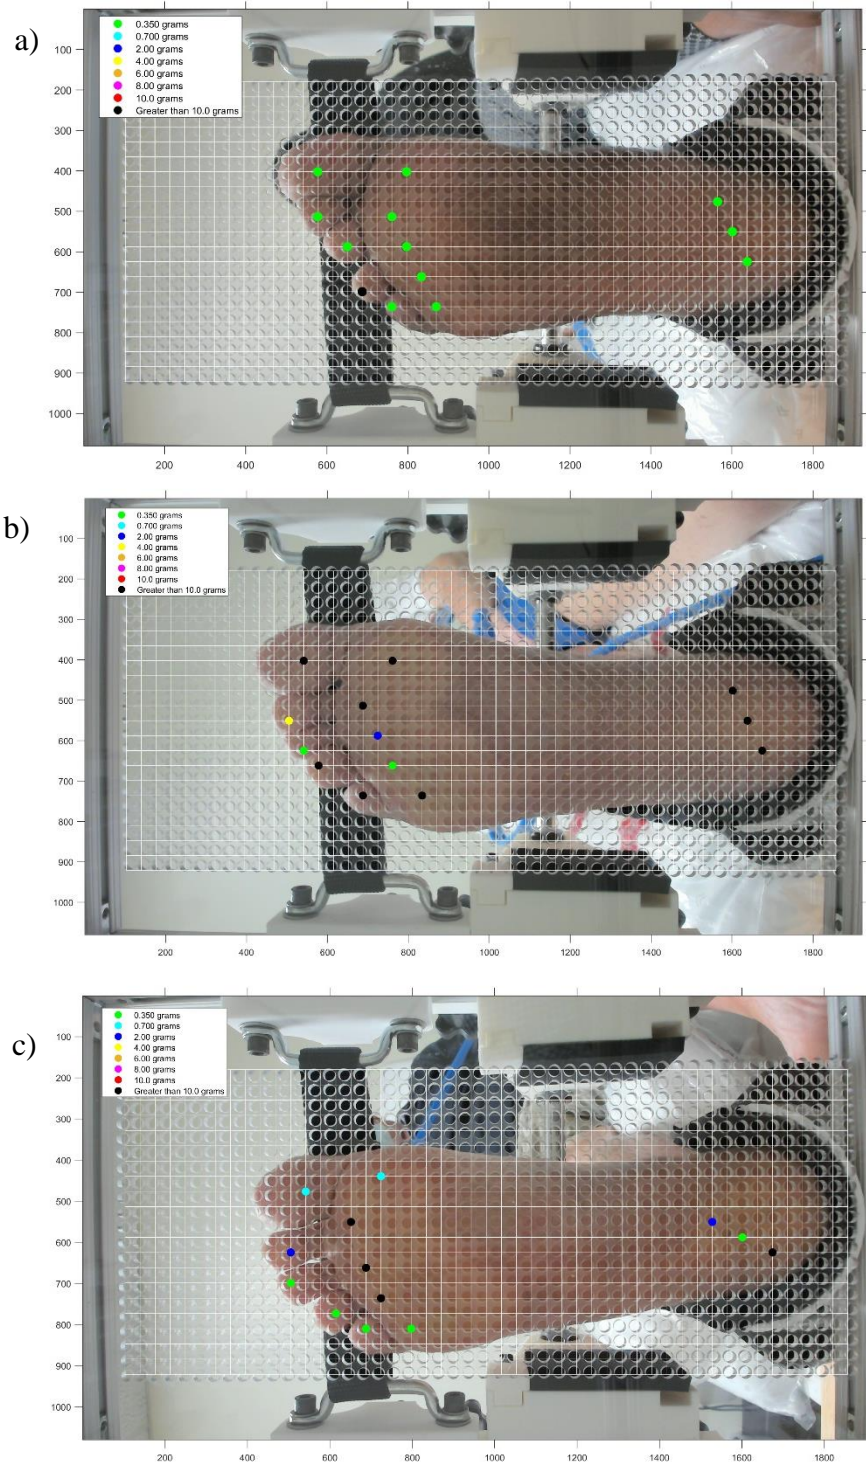 a)
0.350 grams
0.700 grams
2.00 grams
4.00 grams
6.00 grams
8.00 grams
10.0 grams
Greater than 10.0 grams
100
200
300
400
500
600
700
800
900
1000
200 400 600 800 1000 1200 1400 1600 1800
b)
0.350 grams
0.700 grams
2.00 grams
4.00 grams
6.00 grams
8.00 grams
10.0 grams
Greater than 10.0 grams
100
200
300
400
500
600
700
800
900
1000
200 400 600 800 1000 1200 1400 1600 1800
c)
0.350 grams
0.700 grams
2.00 grams
4.00 grams
6.00 grams
8.00 grams
10.0 grams
Greater than 10.0 grams
100
200
300
400
500
600
700
800
900
1000
200 400 600 800 1000 1200 1400 1600 1800